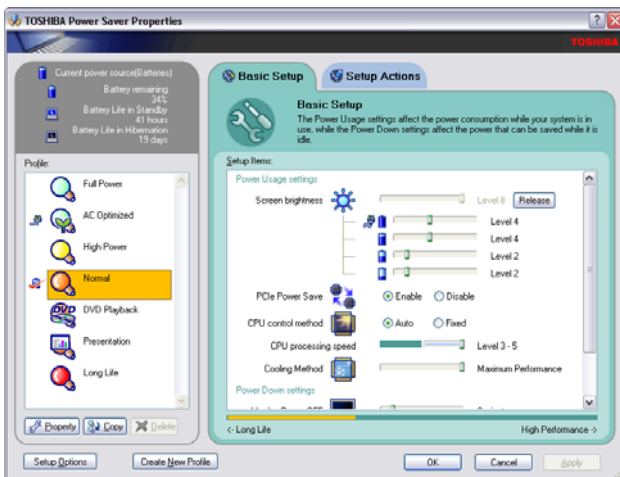 TOSHIBA Power Saver Properties
TOSHIBA
Current power source(Batteries)
Battery remaining
34%
Battery Life in Standby
41 hours
Battery Life in Hibernation
19 days
Profile:
Full Power
AC Optimized
High Power
Normal
DVD Playback
Presentation
Long Life
Property
Copy
Delete
Basic Setup
Setup Actions
Basic Setup
The Power Usage settings affect the power consumption while your system is in
use, while the Power Down settings affect the power that can be saved while it is
idle.
Setup Items:
Power Usage settings
Screen brightness
Level 8
Release
Level 4
Level 4
Level 2
Level 2
PCIe Power Save
Enable
Disable
CPU control method
Auto
Fixed
CPU processing speed
Level 3 - 5
Cooling Method
Maximum Performance
Power Down settings
<- Long Life
High Performance ->
Setup Options
Create New Profile
OK
Cancel
Apply